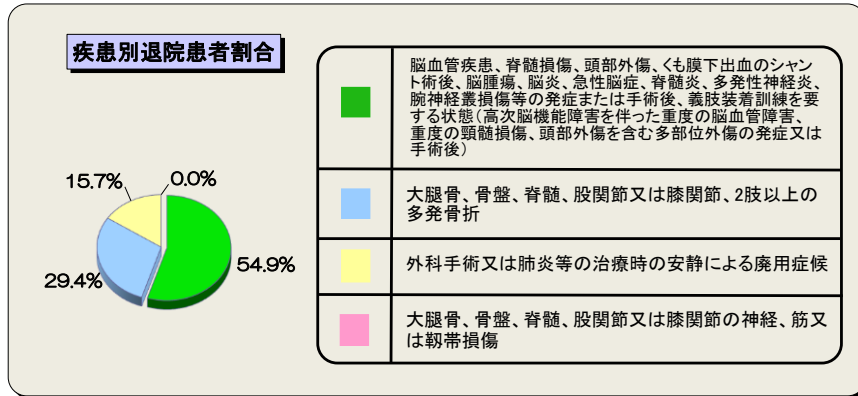 疾患別退院患者割合
15.7%
0.0%
29.4%
54.9%
脳血管疾患、脊髄損傷、頭部外傷、くも膜下出血のシャン
ト術後、脳腫瘍、脳炎、急性脳症、脊髄炎、多発性神経炎、
腕神経叢損傷等の発症または手術後、義肢装着訓練を要
する状態(高次脳機能障害を伴った重度の脳血管障害、
重度の頸髄損傷、頭部外傷を含む多部位外傷の発症又は
手術後)
大腿骨、骨盤、脊髄、股関節又は膝関節、2肢以上の
多発骨折
外科手術又は肺炎等の治療時の安静による廃用症候
大腿骨、骨盤、脊髄、股関節又は膝関節の神経、筋又
は靱帯損傷